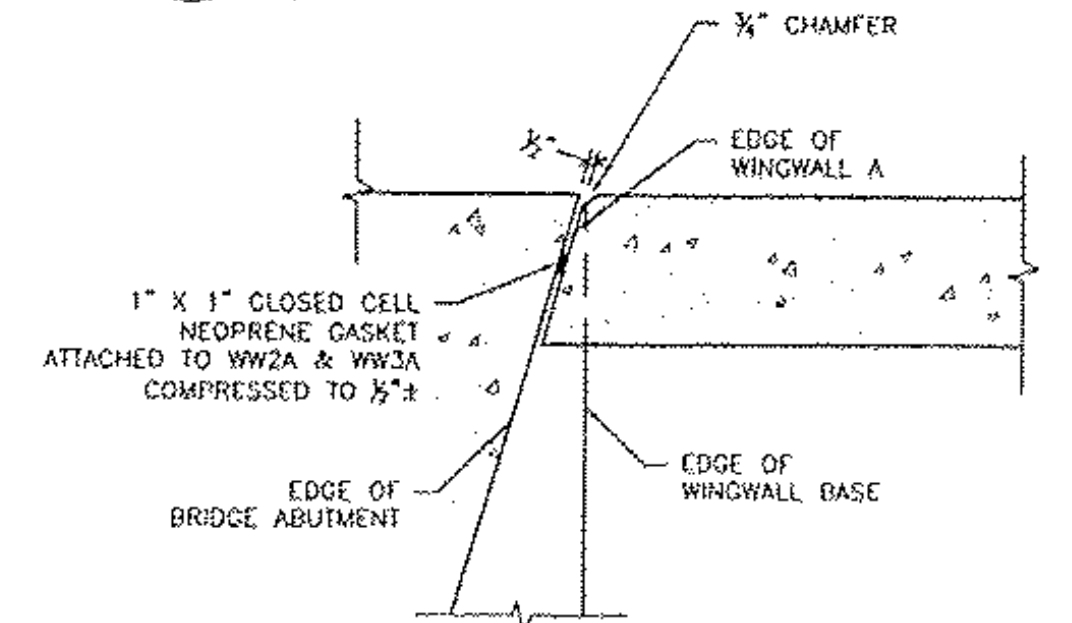 ¾" CHAMFER
½"
EDGE OF
WINGWALL A
1" X 1" CLOSED CELL
NEOPRENE GASKET
ATTACHED TO WW2A & WW3A
COMPRESSED TO ½"±
EDGE OF
BRIDGE ABUTMENT
EDGE OF
WINGWALL BASE